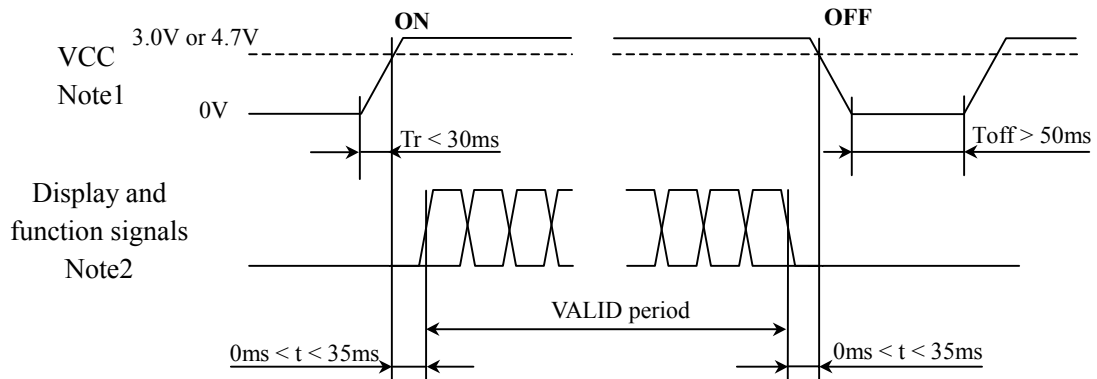 ON
OFF
3.0V or 4.7V
VCC
Note1
0V
Tr < 30ms
Toff > 50ms
Display and
function signals
Note2
VALID period
0ms < t < 35ms
0ms < t < 35ms